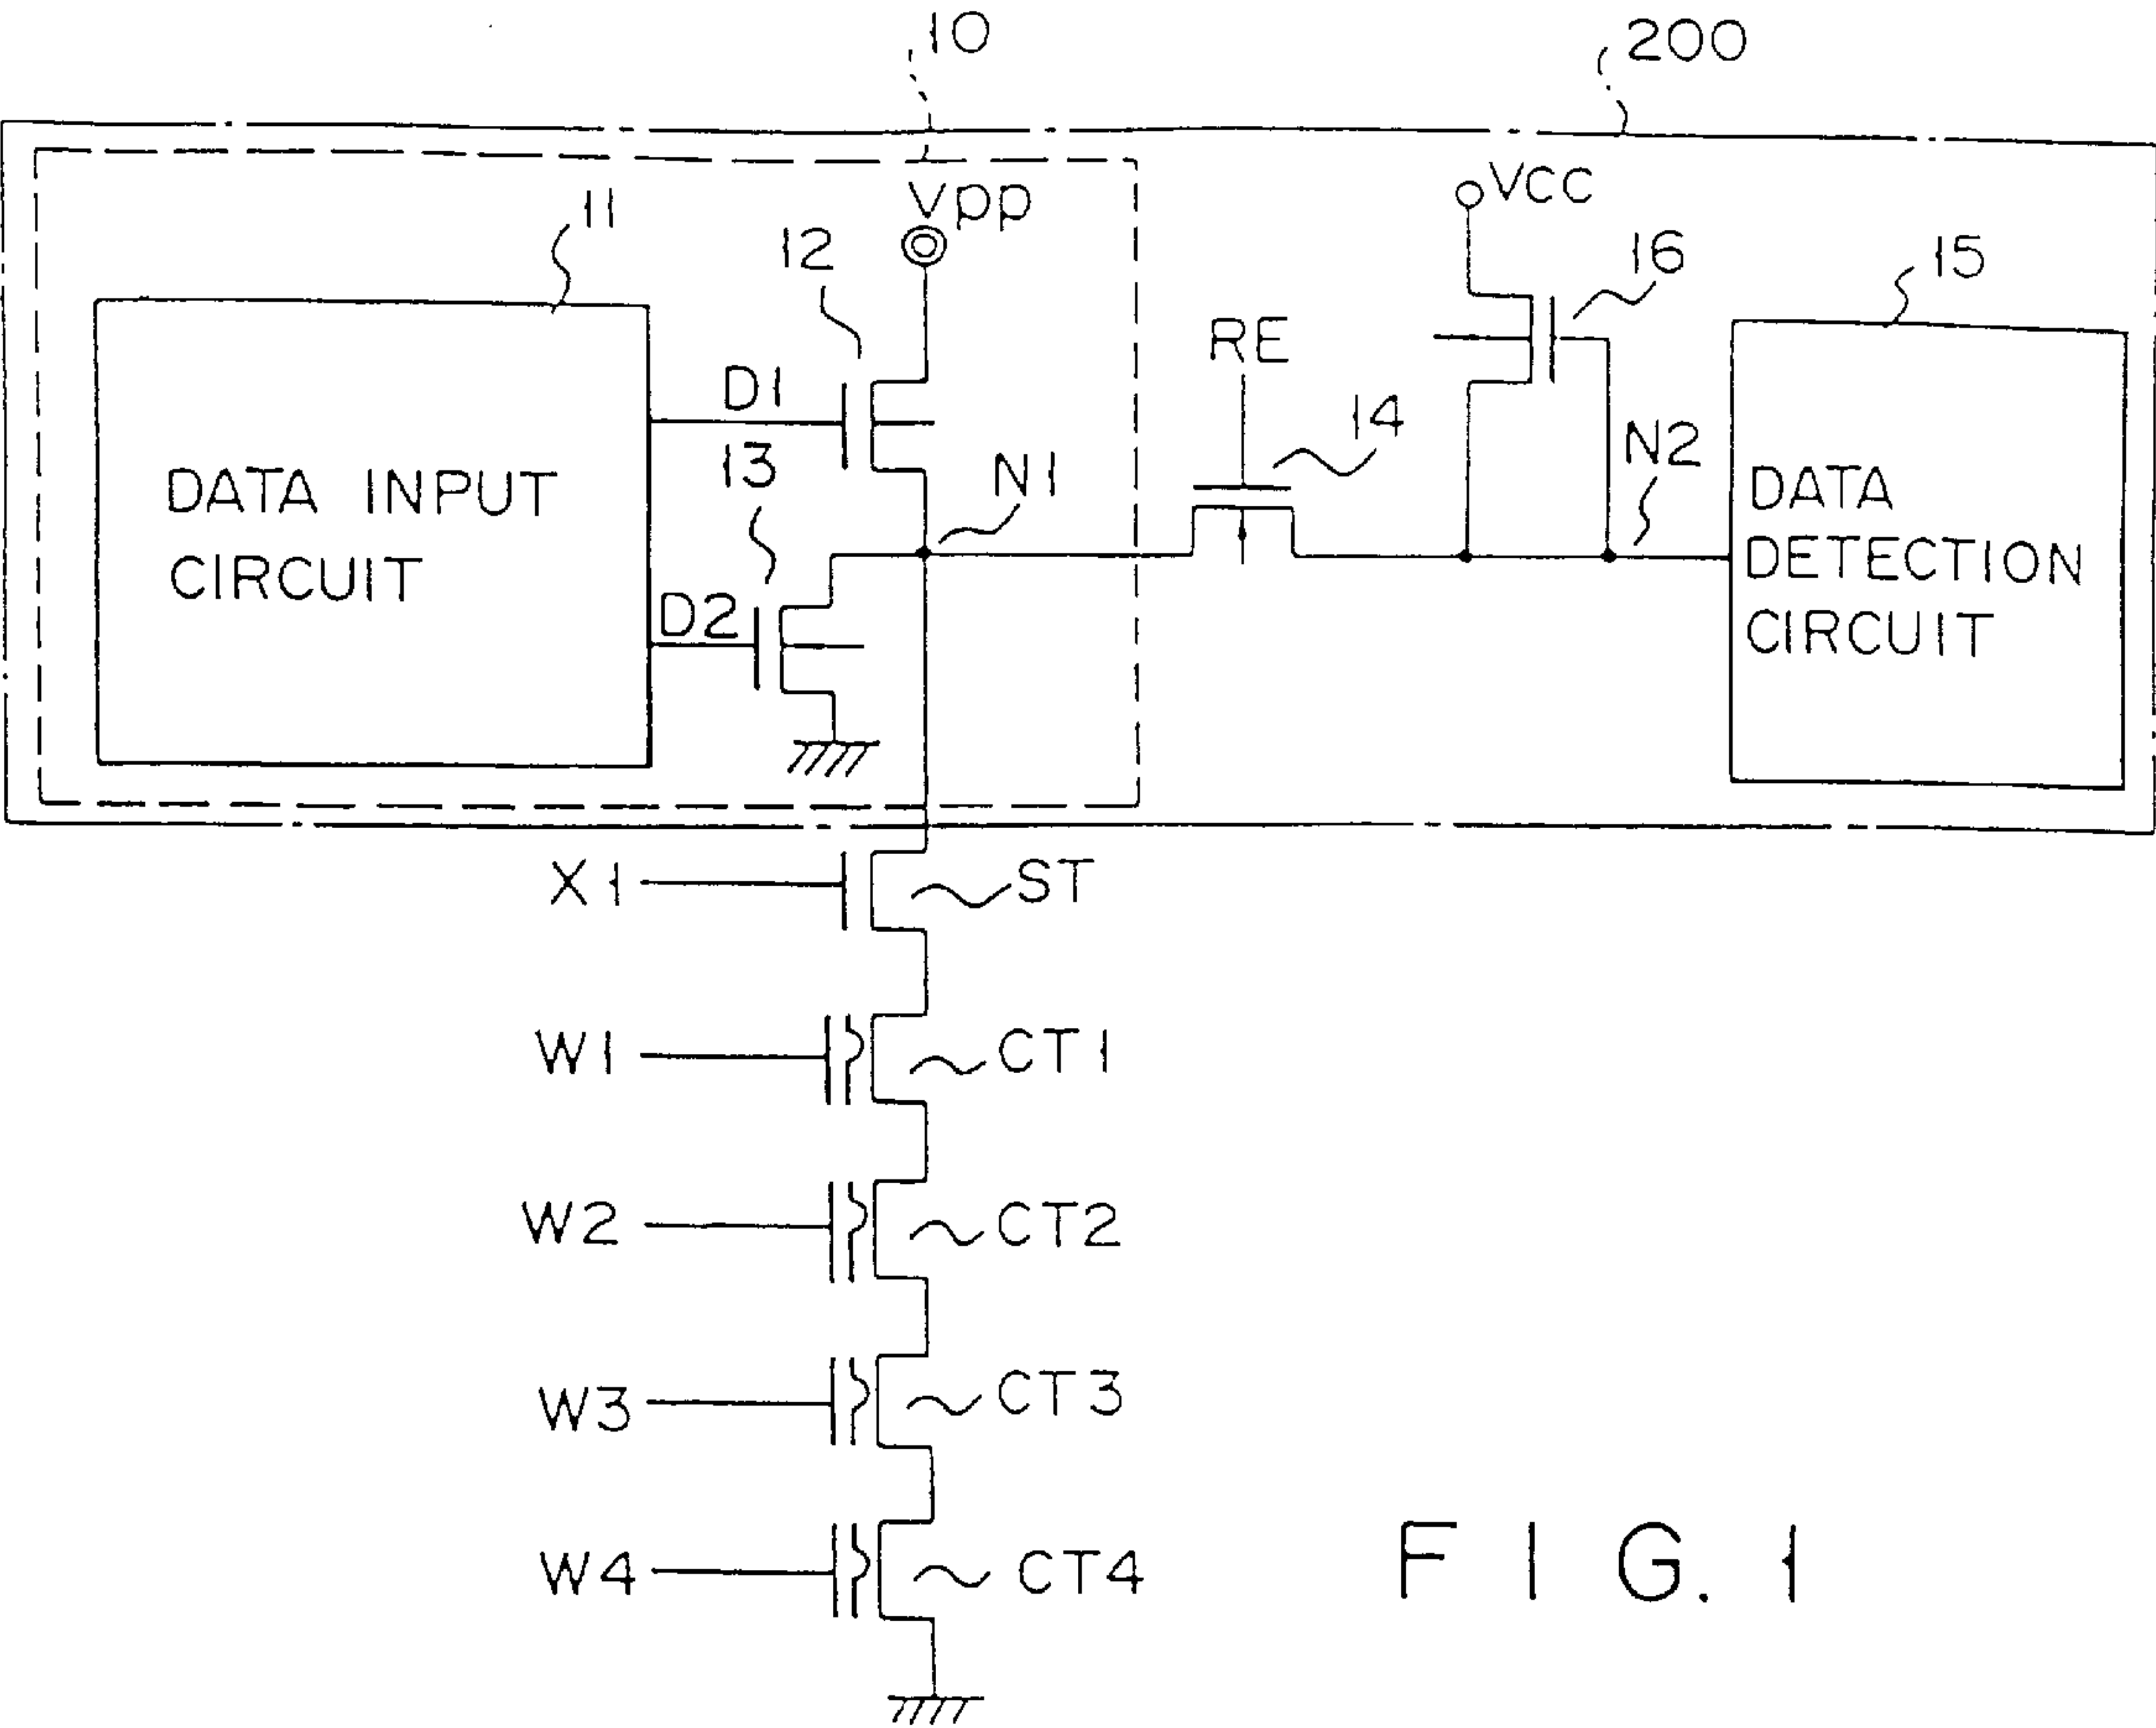 10
200
Vpp
VCC
11
12
16
15
RE
D1
14
13
N1
N2
DATA INPUT
CIRCUIT
DATA
DETECTION
CIRCUIT
D2
X1
ST
W1
CT1
W2
CT2
W3
CT3
W4
CT4
FIG. 1